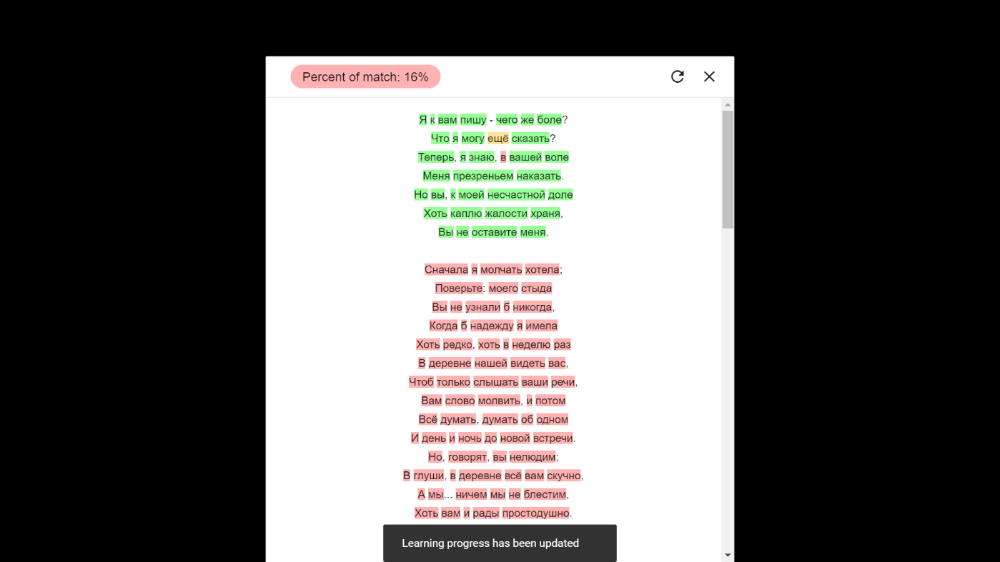 Percent of match: 16%
Я к вам пишу - чего же боле?
Что я могу ещё сказать?
Теперь, я знаю, в вашей воле
Меня презреньем наказать.
Но вы, к моей несчастной доле
Хоть каплю жалости храня,
Вы не оставите меня.
Сначала я молчать хотела;
Поверьте: моего стыда
Вы не узнали б никогда,
Когда б надежду я имела
Хоть редко, хоть в неделю раз
В деревне нашей видеть вас,
Чтоб только слышать ваши речи,
Вам слово молвить, и потом
Всё думать, думать об одном
И день и ночь до новой встречи.
Но, говорят, вы нелюдим;
В глуши, в деревне всё вам скучно,
А мы... ничем мы не блестим,
Хоть вам и рады простодушно.
Learning progress has been updated